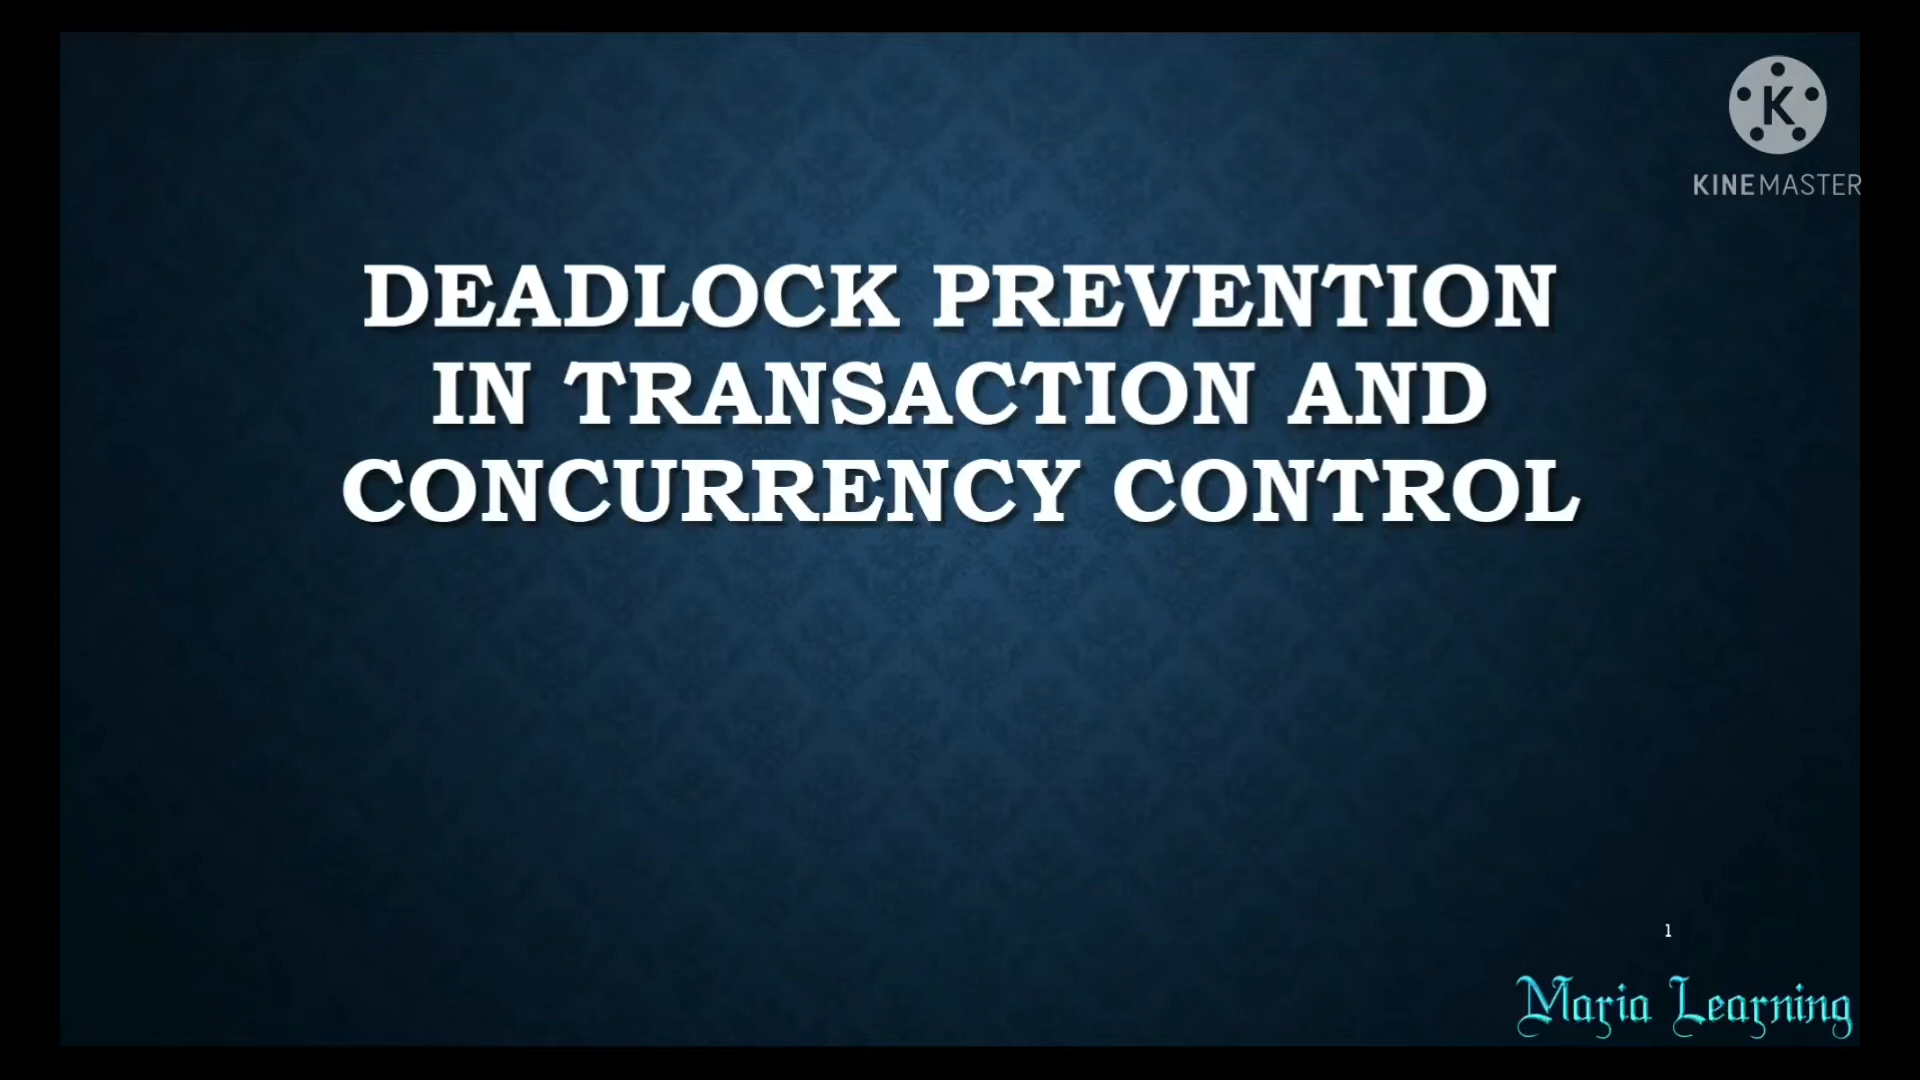 K
KINEMASTER
DEADLOCK PREVENTION
IN TRANSACTION AND
CONCURRENCY CONTROL
1
Maria Learning